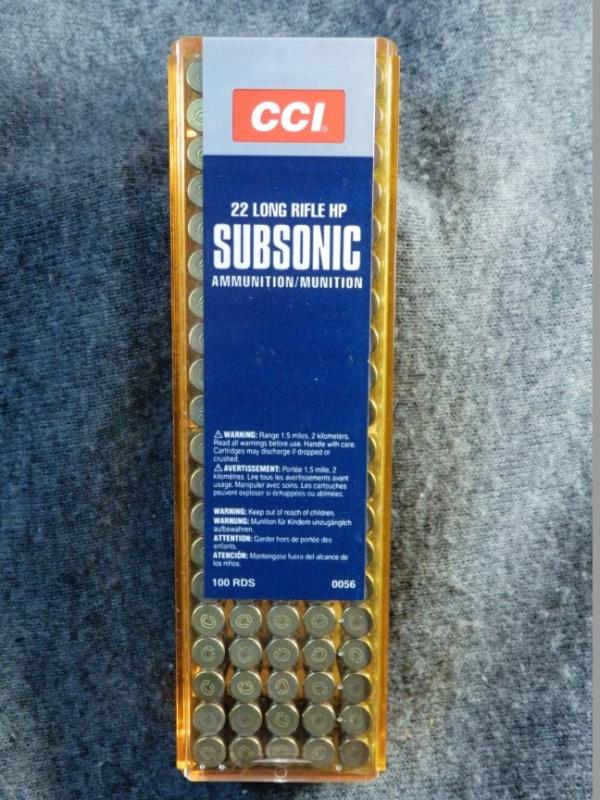 CCI
22 LONG RIFLE HP
SUBSONIC
AMMUNITION/MUNITION
⚠ WARNING: Range 1.5 miles, 2 kilometers.
Read all warnings before use. Handle with care.
Cartridges may discharge if dropped or
crushed.
⚠ AVERTISSEMENT: Portée 1.5 mille, 2
kilomètres. Lire tous les avertissements avant
usage. Manipuler avec soins. Les cartouches
peuvent exploser si échappées ou abîmées.
WARNING: Keep out of reach of children.
WARNUNG: Munition für Kindern unzugänglich
aufbewahren.
ATTENTION: Garder hors de portée des
enfants.
ATENCIÓN: Mantengase fuera del alcance de
los niños.
100 RDS 0056